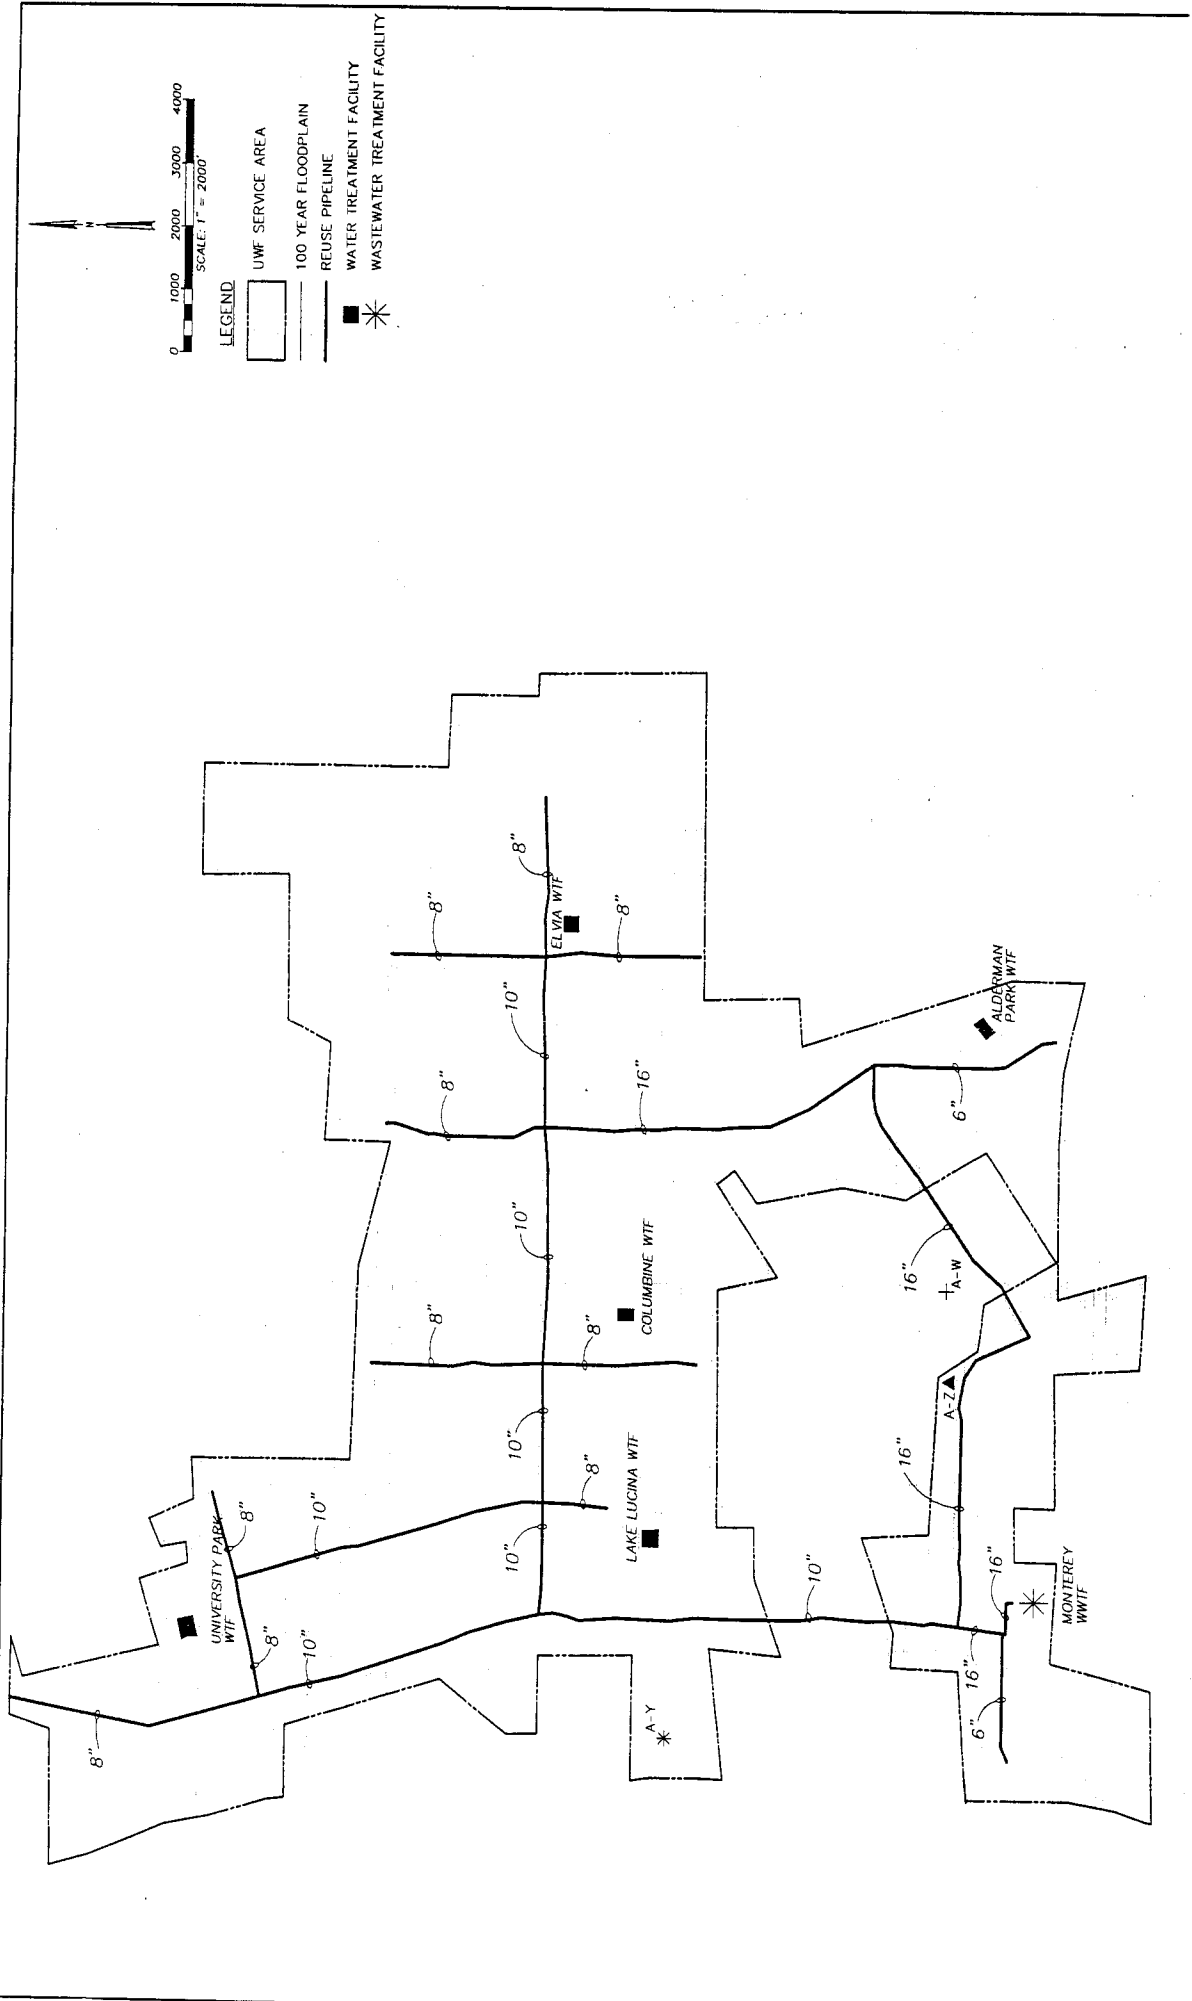 N
0 1000 2000 3000 4000
SCALE: 1" = 2000'
LEGEND
UWF SERVICE AREA
100 YEAR FLOODPLAIN
REUSE PIPELINE
WATER TREATMENT FACILITY
WASTEWATER TREATMENT FACILITY
8"
UNIVERSITY PARK
WTF
8"
8"
10"
10"
8"
8"
8"
10"
10"
10"
10"
8"
ELVIA WTF
8"
8"
8"
16"
COLUMBINE WTF
LAKE LUCINA WTF
A-Y
10"
16"
A-Z
16"
A-W
6"
ALDERMAN
PARK WTF
16"
16"
6"
MONTEREY
WWTF